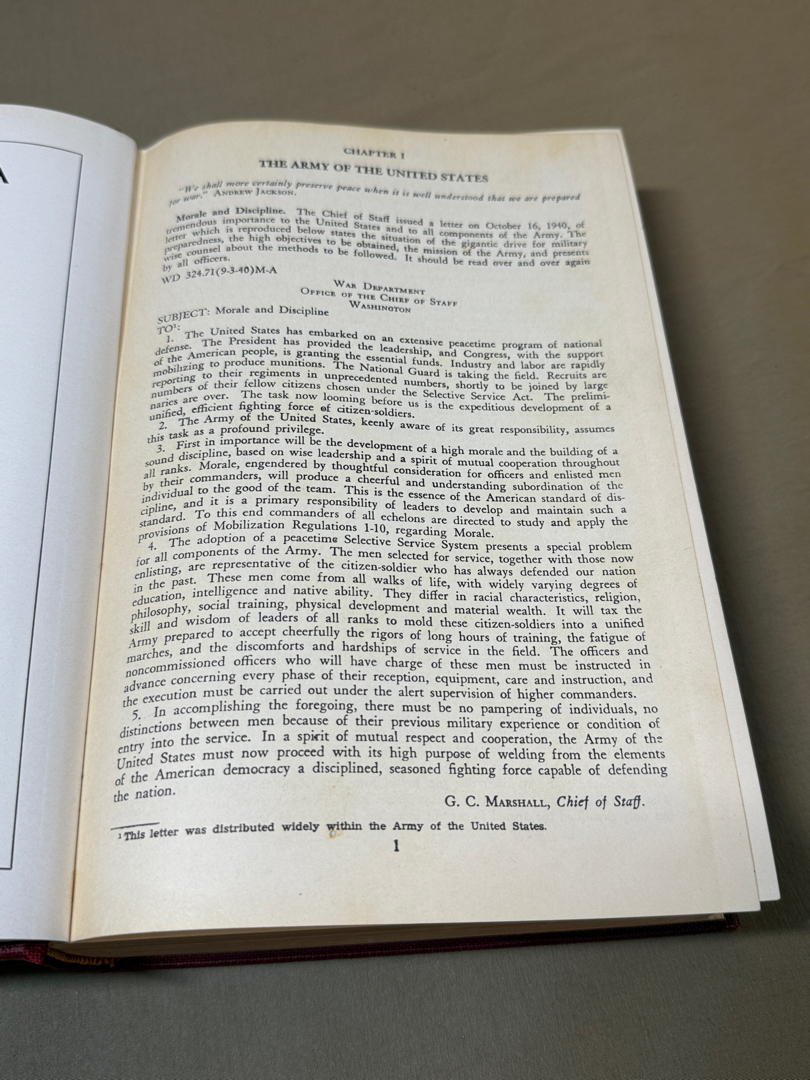 A
CHAPTER I
THE ARMY OF THE UNITED STATES
"We shall more certainly preserve peace when it is well understood that we are prepared
for war." ANDREW JACKSON.
Morale and Discipline. The Chief of Staff issued a letter on October 16, 1940, of
tremendous importance to the United States and to all components of the Army. The
letter which is reproduced below states the situation of the gigantic drive for military
preparedness, the high objectives to be obtained, the mission of the Army, and presents
wise counsel about the methods to be followed. It should be read over and over again
by all officers.
WD 324.71(9-3-40)M-A
WAR DEPARTMENT
OFFICE OF THE CHIEF OF STAFF
WASHINGTON
SUBJECT: Morale and Discipline
TO¹:
1. The United States has embarked on an extensive peacetime program of national
defense. The President has provided the leadership, and Congress, with the support
of the American people, is granting the essential funds. Industry and labor are rapidly
mobilizing to produce munitions. The National Guard is taking the field. Recruits are
reporting to their regiments in unprecedented numbers, shortly to be joined by large
numbers of their fellow citizens chosen under the Selective Service Act. The prelimi-
naries are over. The task now looming before us is the expeditious development of a
unified, efficient fighting force of citizen-soldiers.
2. The Army of the United States, keenly aware of its great responsibility, assumes
this task as a profound privilege.
3. First in importance will be the development of a high morale and the building of a
sound discipline, based on wise leadership and a spirit of mutual cooperation throughout
all ranks. Morale, engendered by thoughtful consideration for officers and enlisted men
by their commanders, will produce a cheerful and understanding subordination of the
individual to the good of the team. This is the essence of the American standard of dis-
cipline, and it is a primary responsibility of leaders to develop and maintain such a
standard. To this end commanders of all echelons are directed to study and apply the
provisions of Mobilization Regulations 1-10, regarding Morale.
4. The adoption of a peacetime Selective Service System presents a special problem
for all components of the Army. The men selected for service, together with those now
enlisting, are representative of the citizen-soldier who has always defended our nation
in the past. These men come from all walks of life, with widely varying degrees of
education, intelligence and native ability. They differ in racial characteristics, religion,
philosophy, social training, physical development and material wealth. It will tax the
skill and wisdom of leaders of all ranks to mold these citizen-soldiers into a unified
Army prepared to accept cheerfully the rigors of long hours of training, the fatigue of
marches, and the discomforts and hardships of service in the field. The officers and
noncommissioned officers who will have charge of these men must be instructed in
advance concerning every phase of their reception, equipment, care and instruction, and
the execution must be carried out under the alert supervision of higher commanders.
5. In accomplishing the foregoing, there must be no pampering of individuals, no
distinctions between men because of their previous military experience or condition of
entry into the service. In a spirit of mutual respect and cooperation, the Army of the
United States must now proceed with its high purpose of welding from the elements
of the American democracy a disciplined, seasoned fighting force capable of defending
the nation.
G. C. MARSHALL, Chief of Staff.
¹This letter was distributed widely within the Army of the United States.
1